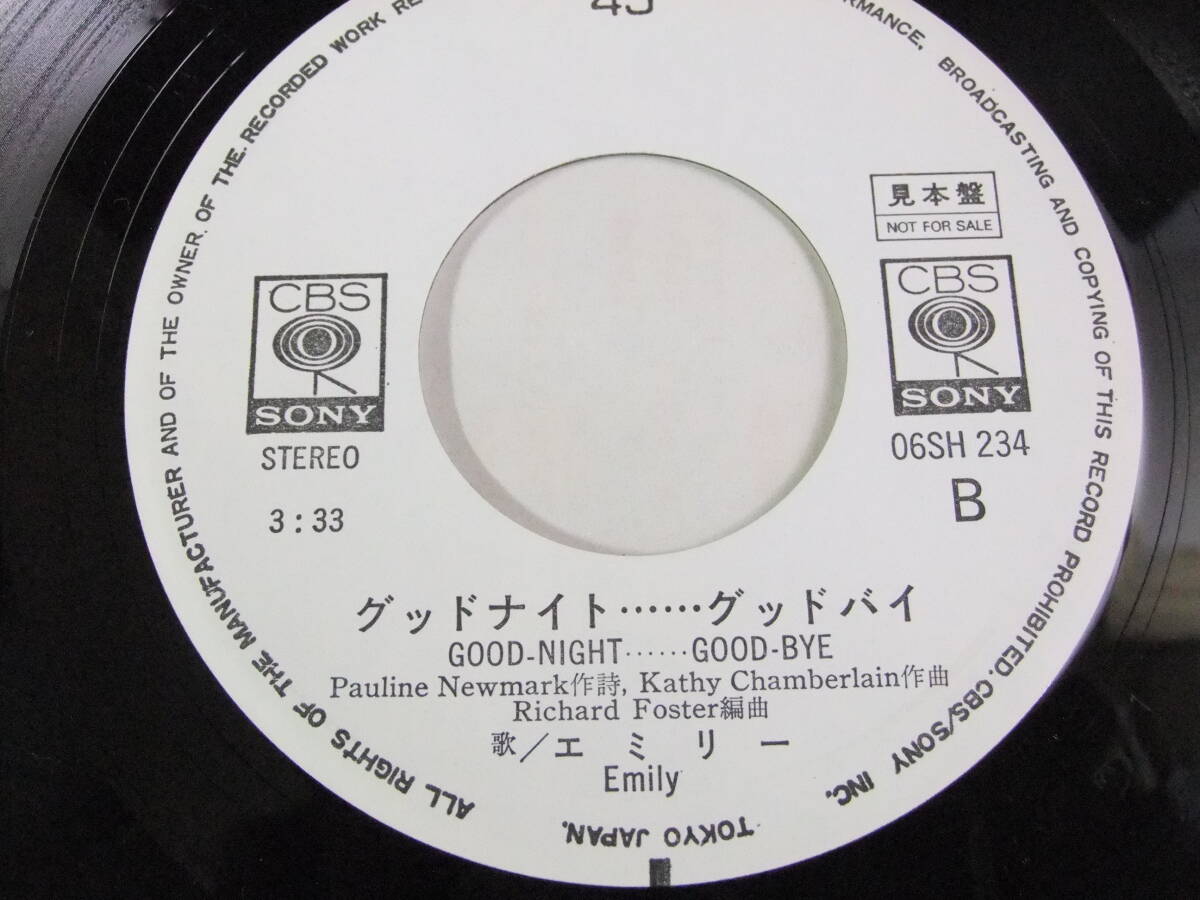 45
ALL RIGHTS OF THE MANUFACTURER AND OF THE OWNER OF THE RECORDED WORK
RMANCE, BROADCASTING AND COPYING OF THIS RECORD PROHIBITED. CBS/SONY INC,
TOKYO JAPAN.
見本盤
NOT FOR SALE
CBS
SONY
STEREO
3:33
CBS
SONY
06SH 234
B
グッドナイト……グッドバイ
GOOD-NIGHT……GOOD-BYE
Pauline Newmark作詩, Kathy Chamberlain作曲
Richard Foster編曲
歌/エミリー
Emily